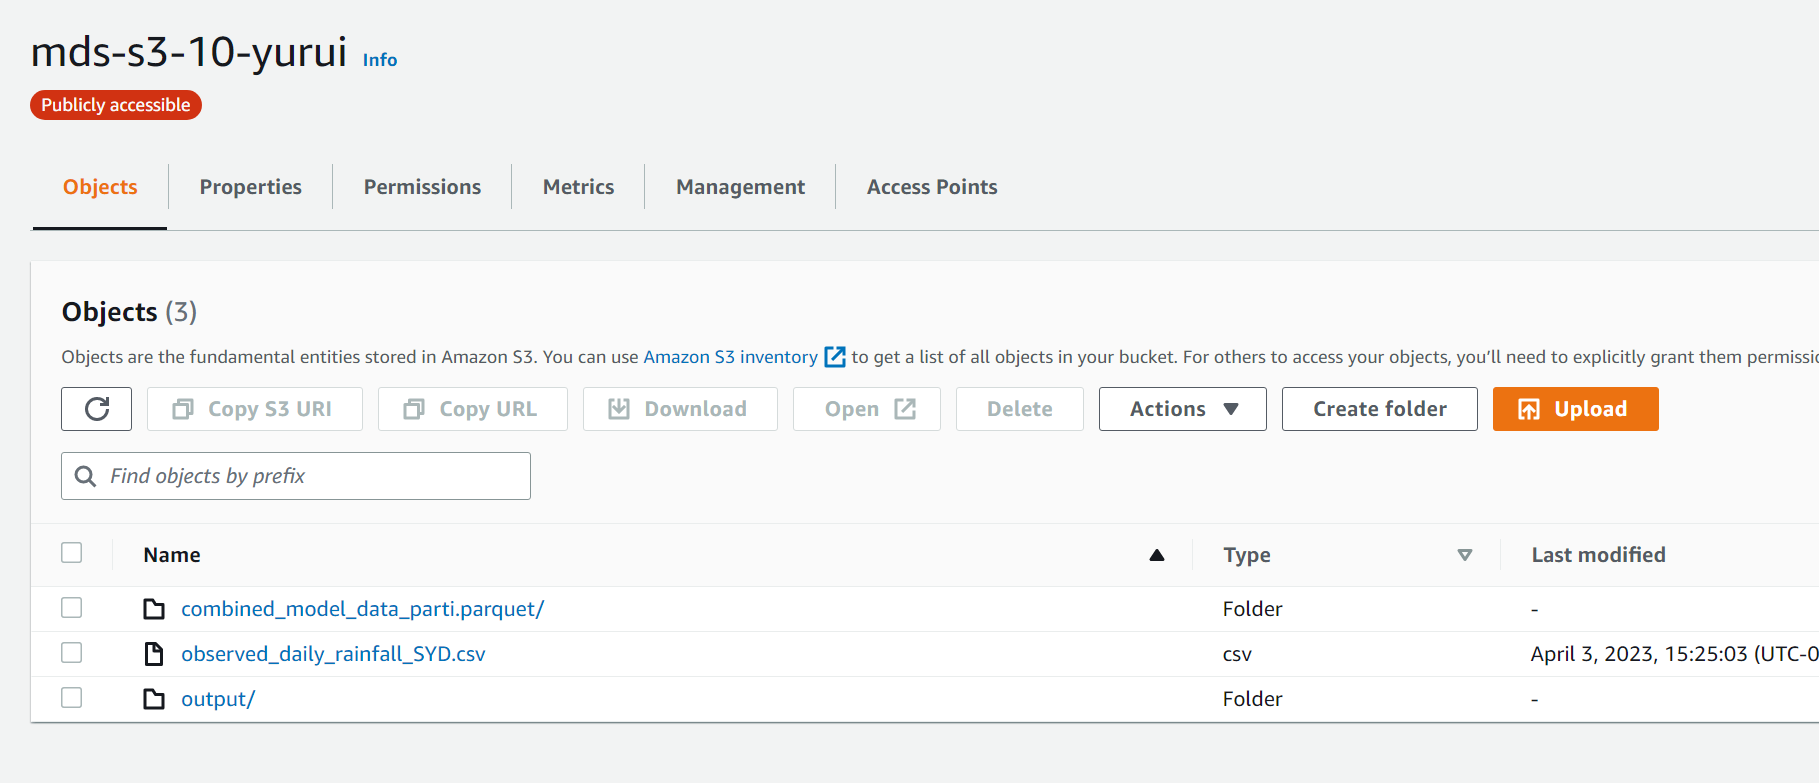 mds-s3-10-yurui Info
Publicly accessible
Objects Properties Permissions Metrics Management Access Points
Objects (3)
Objects are the fundamental entities stored in Amazon S3. You can use Amazon S3 inventory to get a list of all objects in your bucket. For others to access your objects, you'll need to explicitly grant them permissio
Copy S3 URI Copy URL Download Open Delete Actions Create folder Upload
Find objects by prefix
Name Type Last modified
combined_model_data_parti.parquet/ Folder -
observed_daily_rainfall_SYD.csv csv April 3, 2023, 15:25:03 (UTC-0
output/ Folder -